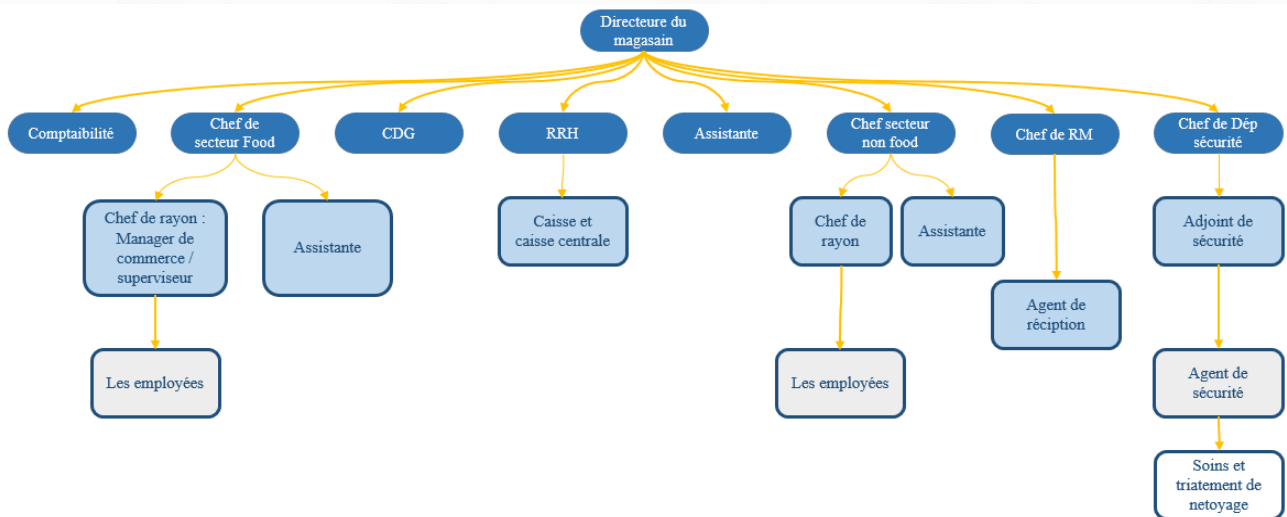 Directeure du
magasain
Comptaibilité
Chef de
secteur Food
CDG
RRH
Assistante
Chef secteur
non food
Chef de RM
Chef de Dép
sécurité
Chef de rayon :
Manager de
commerce /
superviseur
Assistante
Caisse et
caisse centrale
Chef de
rayon
Assistante
Adjoint de
sécurité
Agent de
réciption
Les employées
Les employées
Agent de
sécurité
Soins et
triatement de
netoyage